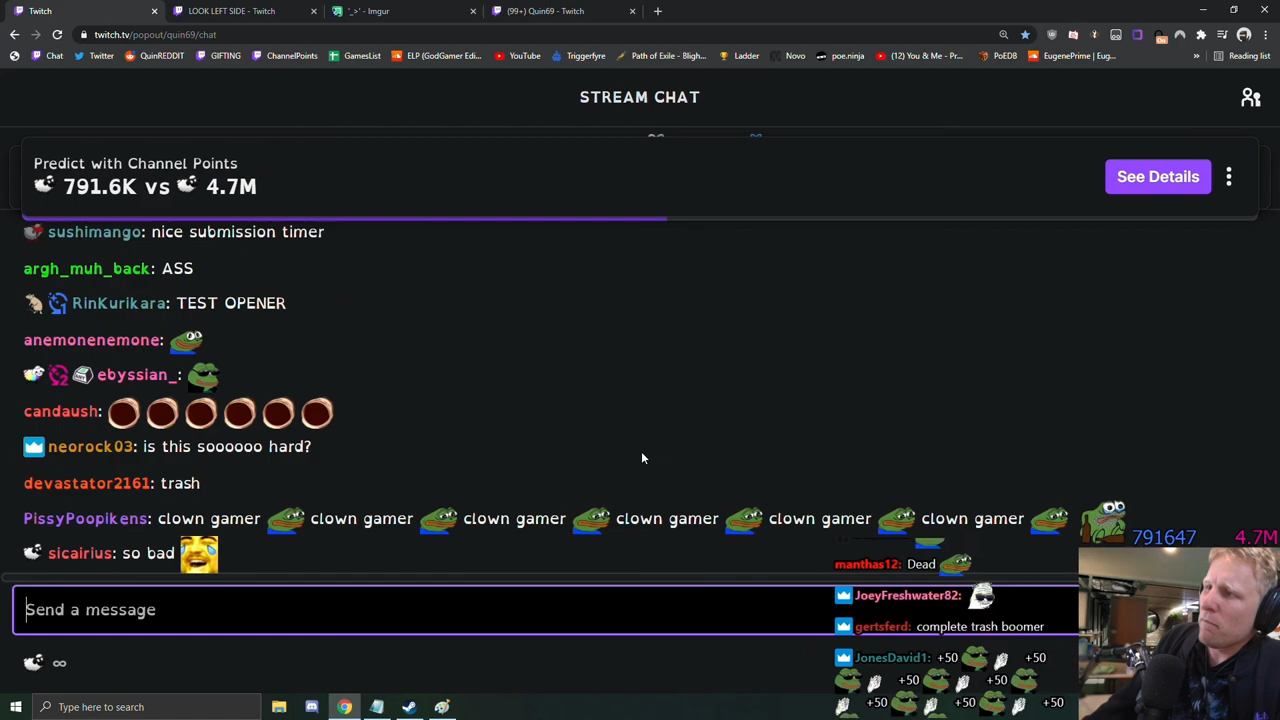 Twitch
LOOK LEFT SIDE - Twitch
'_>' - Imgur
(99+) Quin69 - Twitch
twitch.tv/popout/quin69/chat
Chat
Twitter
QuinREDDIT
GIFTING
ChannelPoints
GamesList
ELP (GodGamer Edi...
YouTube
Triggerfyre
Path of Exile - Bligh...
Ladder
Novo
poe.ninja
(12) You & Me - Pr...
PoEDB
EugenePrime | Eug...
Reading list
STREAM CHAT
Predict with Channel Points
791.6K vs 4.7M
See Details
sushimango: nice submission timer
argh_muh_back: ASS
RinKurikara: TEST OPENER
anemonenemone:
ebyssian_:
candaush:
neorock03: is this soooooo hard?
devastator2161: trash
PissyPoopikens: clown gamer clown gamer clown gamer clown gamer clown gamer clown gamer
sicairius: so bad
791647 4.7M
manthas12: Dead
JoeyFreshwater82:
gertsferd: complete trash boomer
JonesDavid1: +50 +50
+50 +50
+50 +50 +50
Send a message
∞
Type here to search